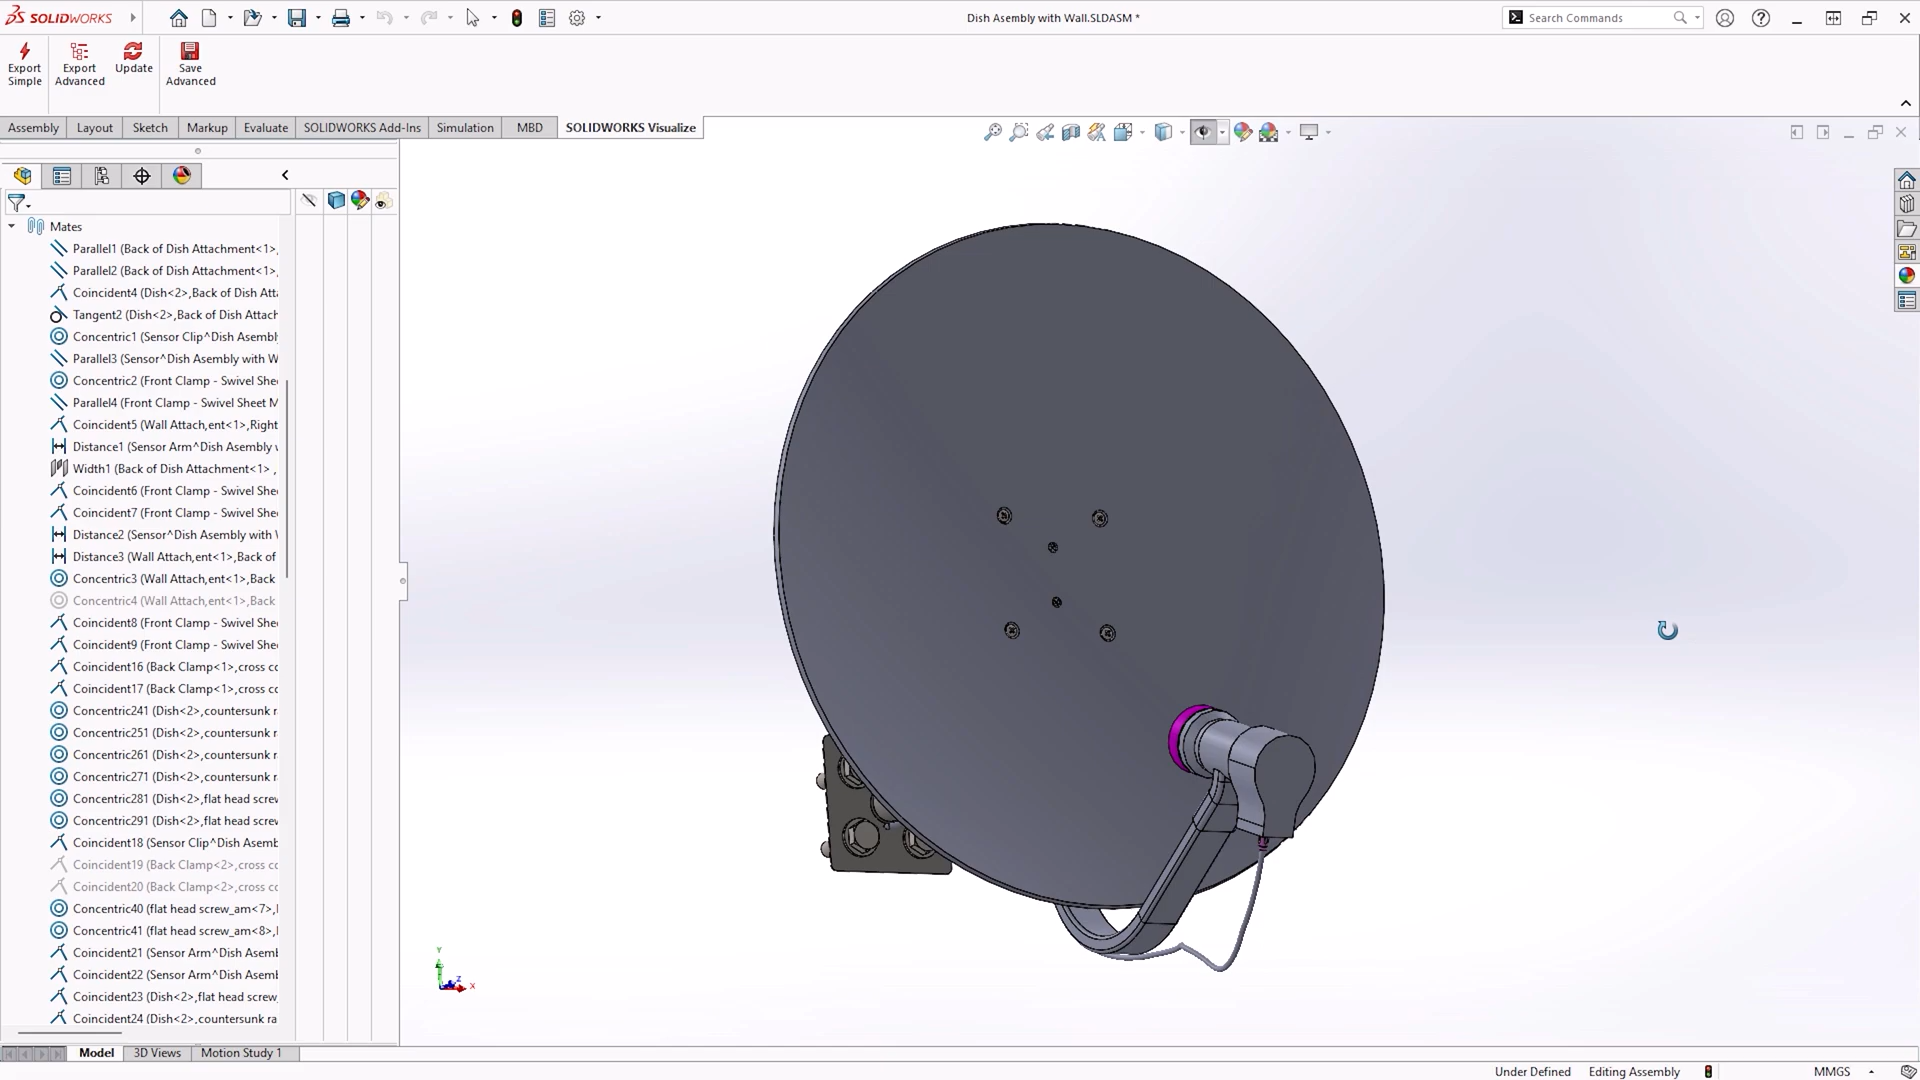 SOLIDWORKS
Dish Asembly with Wall.SLDASM *
Search Commands
Export Simple
Export Advanced
Update
Save Advanced
Assembly
Layout
Sketch
Markup
Evaluate
SOLIDWORKS Add-Ins
Simulation
MBD
SOLIDWORKS Visualize
Mates
Parallel1 (Back of Dish Attachment<1>,
Parallel2 (Back of Dish Attachment<1>,
Coincident4 (Dish<2>,Back of Dish Atta
Tangent2 (Dish<2>,Back of Dish Attach
Concentric1 (Sensor Clip^Dish Asembl
Parallel3 (Sensor^Dish Asembly with W
Concentric2 (Front Clamp - Swivel She
Parallel4 (Front Clamp - Swivel Sheet M
Coincident5 (Wall Attach,ent<1>,Right
Distance1 (Sensor Arm^Dish Asembly w
Width1 (Back of Dish Attachment<1> ,
Coincident6 (Front Clamp - Swivel She
Coincident7 (Front Clamp - Swivel She
Distance2 (Sensor^Dish Asembly with
Distance3 (Wall Attach,ent<1>,Back of
Concentric3 (Wall Attach,ent<1>,Back
Concentric4 (Wall Attach,ent<1>,Back
Coincident8 (Front Clamp - Swivel She
Coincident9 (Front Clamp - Swivel She
Coincident16 (Back Clamp<1>,cross cc
Coincident17 (Back Clamp<1>,cross cc
Concentric241 (Dish<2>,countersunk r
Concentric251 (Dish<2>,countersunk r
Concentric261 (Dish<2>,countersunk r
Concentric271 (Dish<2>,countersunk r
Concentric281 (Dish<2>,flat head screw
Concentric291 (Dish<2>,flat head screw
Coincident18 (Sensor Clip^Dish Asemb
Coincident19 (Back Clamp<2>,cross cc
Coincident20 (Back Clamp<2>,cross cc
Concentric40 (flat head screw_am<7>,
Concentric41 (flat head screw_am<8>,
Coincident21 (Sensor Arm^Dish Asemb
Coincident22 (Sensor Arm^Dish Asemb
Coincident23 (Dish<2>,flat head screw
Coincident24 (Dish<2>,countersunk ra
Y
Z
X
Model
3D Views
Motion Study 1
Under Defined
Editing Assembly
MMGS